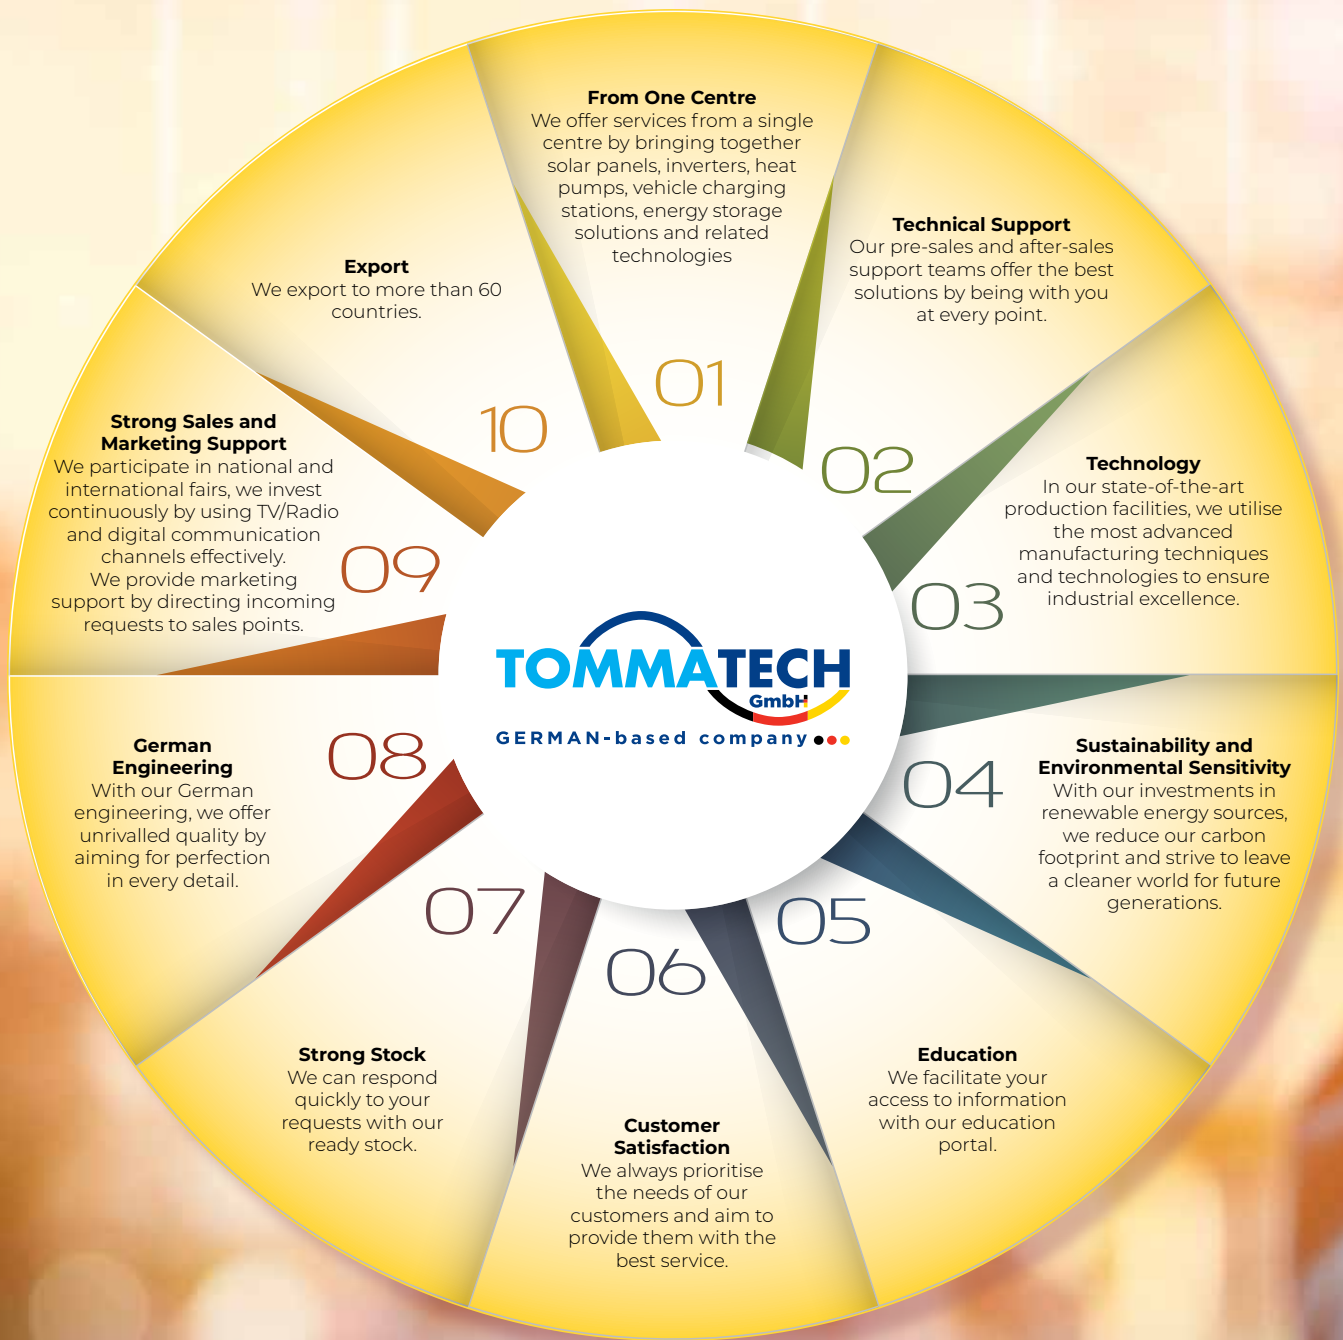 From One Centre
We offer services from a single
centre by bringing together
solar panels, inverters, heat
pumps, vehicle charging
stations, energy storage
solutions and related
technologies
01
Technical Support
Our pre-sales and after-sales
support teams offer the best
solutions by being with you
at every point.
02
Technology
In our state-of-the-art
production facilities, we utilise
the most advanced
manufacturing techniques
and technologies to ensure
industrial excellence.
03
Sustainability and
Environmental Sensitivity
With our investments in
renewable energy sources,
we reduce our carbon
footprint and strive to leave
a cleaner world for future
generations.
04
Education
We facilitate your
access to information
with our education
portal.
05
Customer
Satisfaction
We always prioritise
the needs of our
customers and aim to
provide them with the
best service.
06
Strong Stock
We can respond
quickly to your
requests with our
ready stock.
07
German
Engineering
With our German
engineering, we offer
unrivalled quality by
aiming for perfection
in every detail.
08
Strong Sales and
Marketing Support
We participate in national and
international fairs, we invest
continuously by using TV/Radio
and digital communication
channels effectively.
We provide marketing
support by directing incoming
requests to sales points.
09
Export
We export to more than 60
countries.
10
TOMMATECH
GmbH
GERMAN-based company